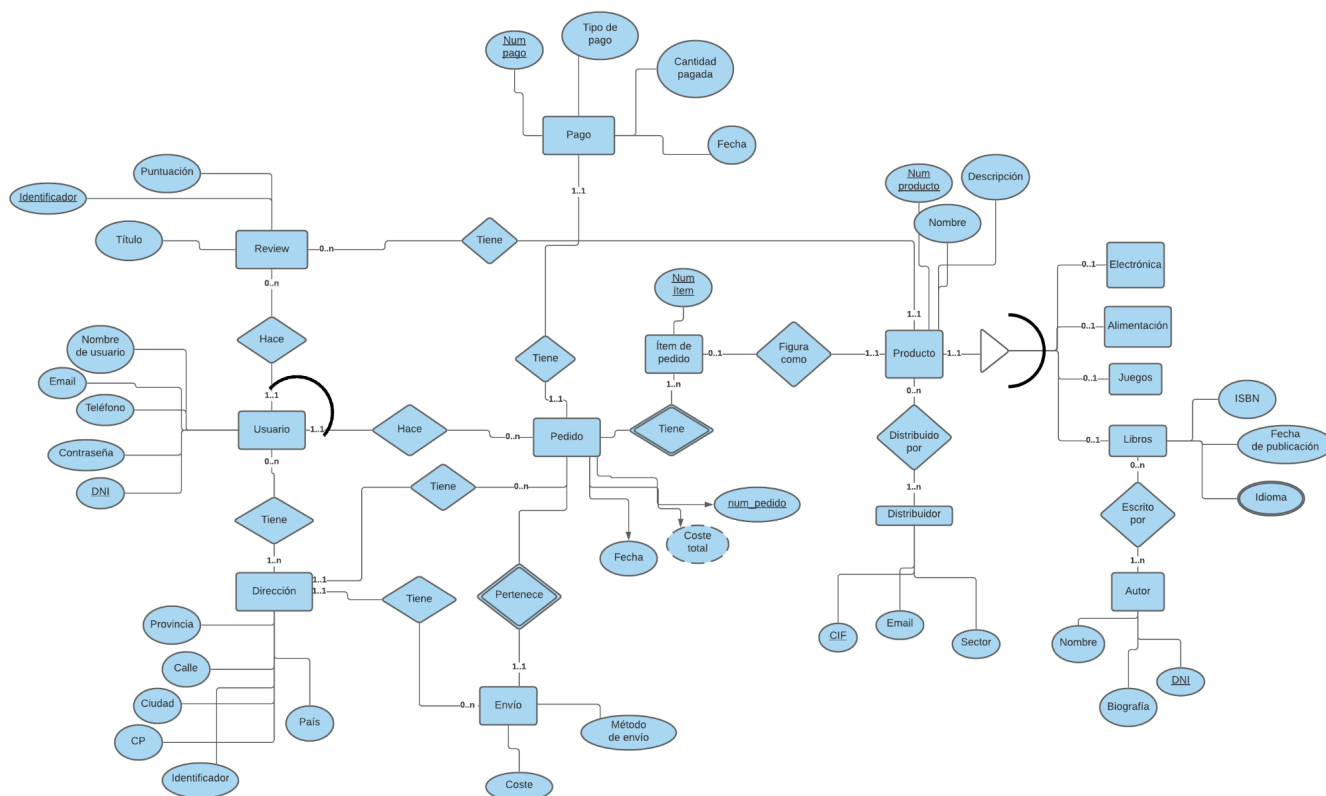 Num
pago
Tipo de
pago
Cantidad
pagada
Pago
Fecha
1..1
Puntuación
Identificador
Título
Review
0..n
Tiene
0..n
Hace
1..1
Num
producto
Descripción
Nombre
1..1
Num
ítem
Ítem de
pedido
0..1
Figura
como
1..1
Producto
1..1
0..1
Electrónica
0..1
Alimentación
0..1
Juegos
0..1
Libros
ISBN
Fecha
de publicación
Idioma
0..n
Escrito
por
1..n
Autor
Nombre
Biografía
DNI
Nombre
de usuario
Email
Teléfono
Contraseña
DNI
Usuario
1..1
Hace
0..n
Tiene
1..1
Pedido
1..n
Tiene
0..n
Distribuido
por
1..n
Distribuidor
CIF
Email
Sector
0..n
Tiene
1..n
Tiene
0..n
num_pedido
Coste
total
Fecha
Dirección
1..1
1..1
Tiene
0..n
Pertenece
1..1
Envío
Método
de envío
Coste
Provincia
Calle
Ciudad
CP
Identificador
País